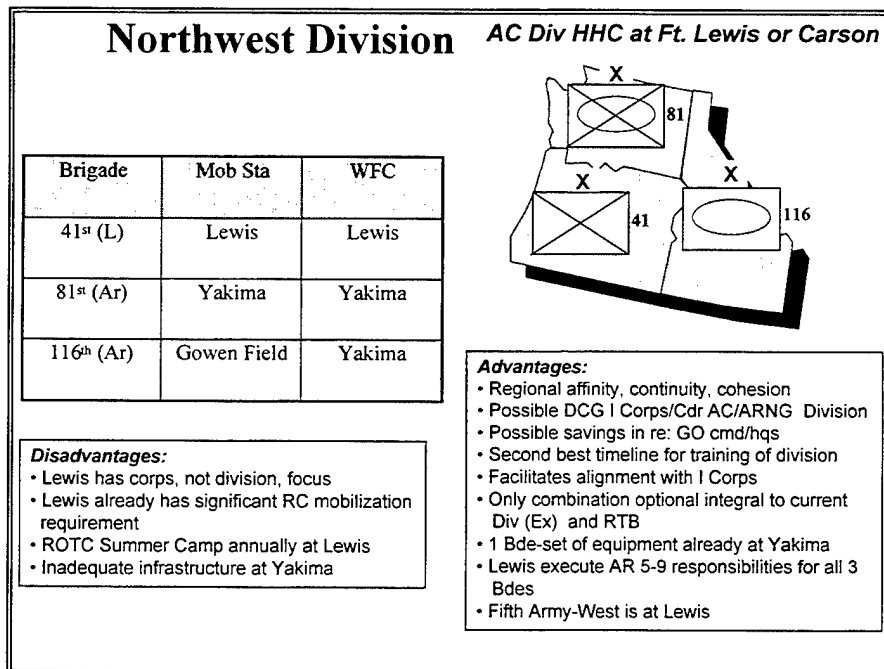 Northwest Division
AC Div HHC at Ft. Lewis or Carson
X
81
X
41
X
116
Brigade Mob Sta WFC
41st (L) Lewis Lewis
81st (Ar) Yakima Yakima
116th (Ar) Gowen Field Yakima
Disadvantages:
• Lewis has corps, not division, focus
• Lewis already has significant RC mobilization
requirement
• ROTC Summer Camp annually at Lewis
• Inadequate infrastructure at Yakima
Advantages:
• Regional affinity, continuity, cohesion
• Possible DCG I Corps/Cdr AC/ARNG Division
• Possible savings in re: GO cmd/hqs
• Second best timeline for training of division
• Facilitates alignment with I Corps
• Only combination optional integral to current
Div (Ex) and RTB
• 1 Bde-set of equipment already at Yakima
• Lewis execute AR 5-9 responsibilities for all 3
Bdes
• Fifth Army-West is at Lewis